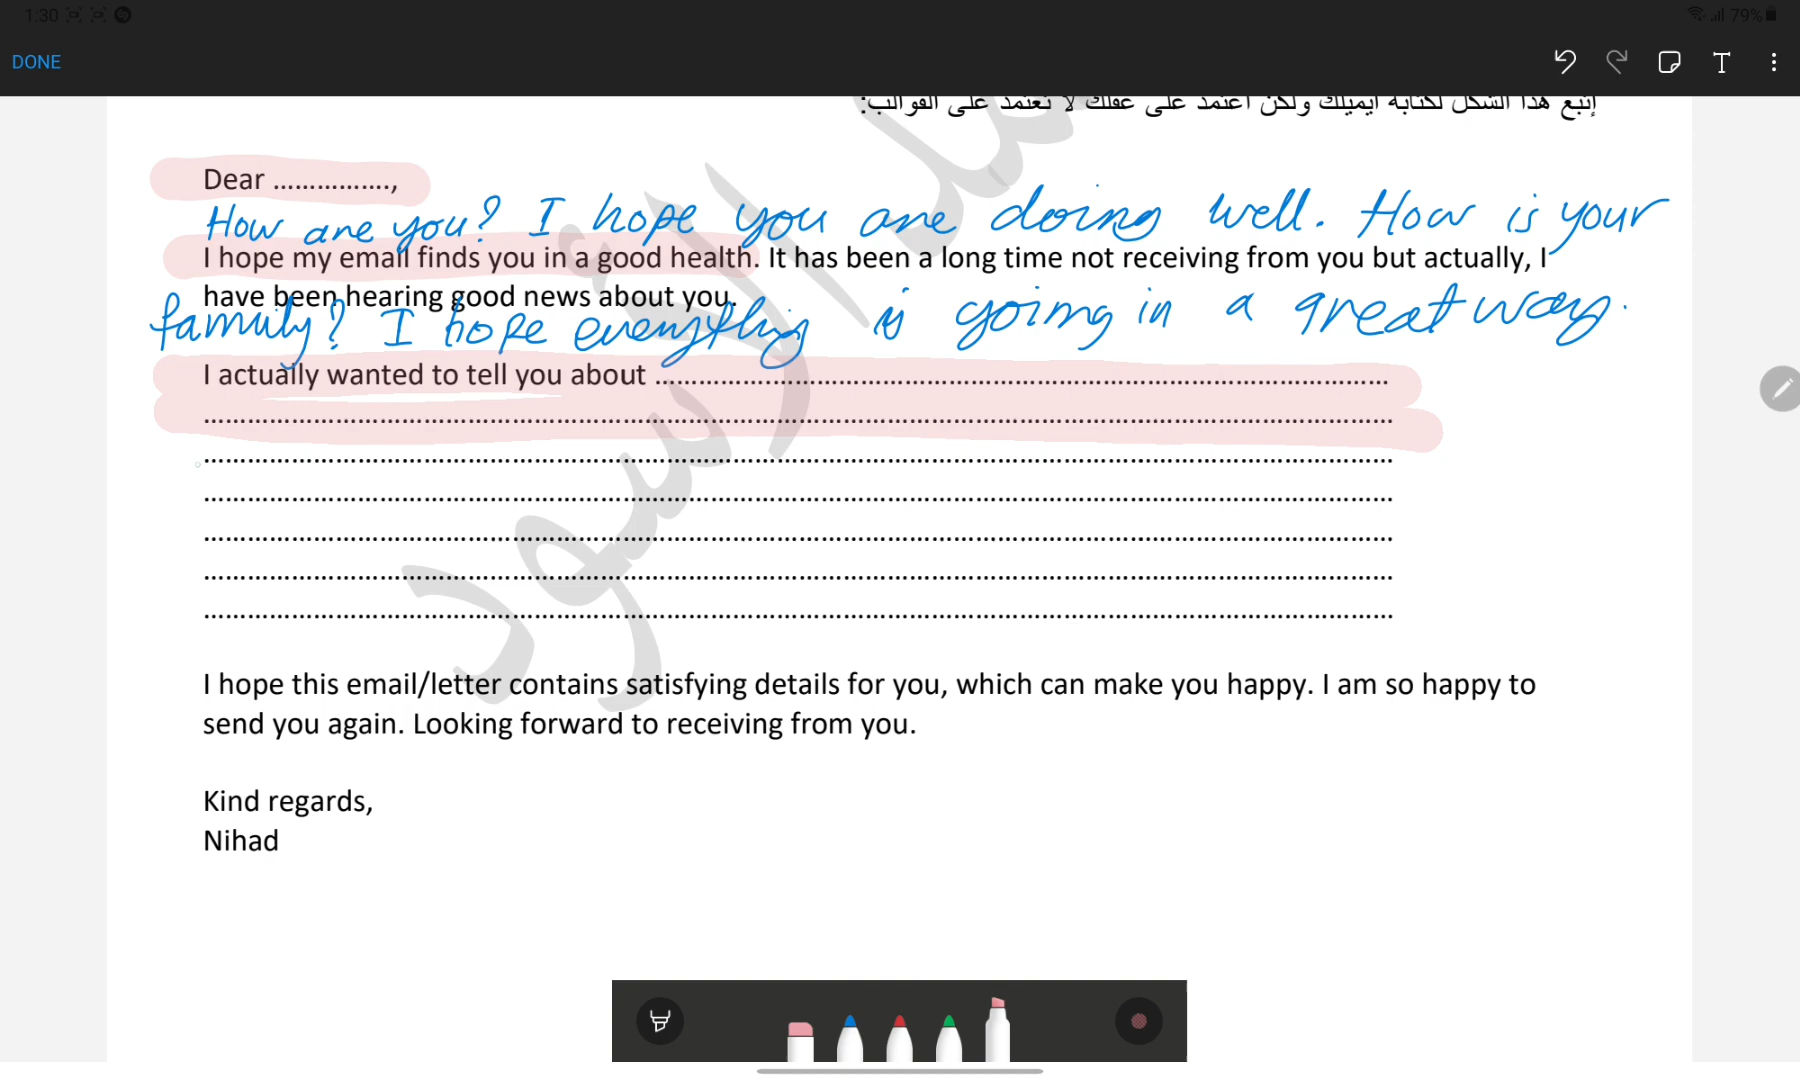 1:30
79%
DONE
إتبع هذا الشكل لكتابة ايميلك ولكن اعتمد على عقلك لا تعتمد على القوالب:
Dear ................,
How are you? I hope you are doing well. How is your
I hope my email finds you in a good health. It has been a long time not receiving from you but actually, I
have been hearing good news about you.
family? I hope everything is going in a great way.
I actually wanted to tell you about ....................................................................................................
I hope this email/letter contains satisfying details for you, which can make you happy. I am so happy to
send you again. Looking forward to receiving from you.
Kind regards,
Nihad